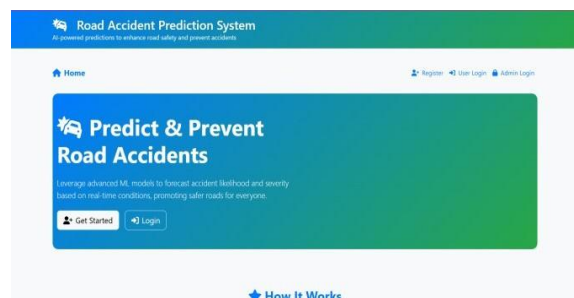 Road Accident Prediction System
AI-powered predictions to enhance road safety and prevent accidents
Home
Register User Login Admin Login
Predict & Prevent
Road Accidents
Leverage advanced ML models to forecast accident likelihood and severity
based on real-time conditions, promoting safer roads for everyone.
Get Started Login
How It Works